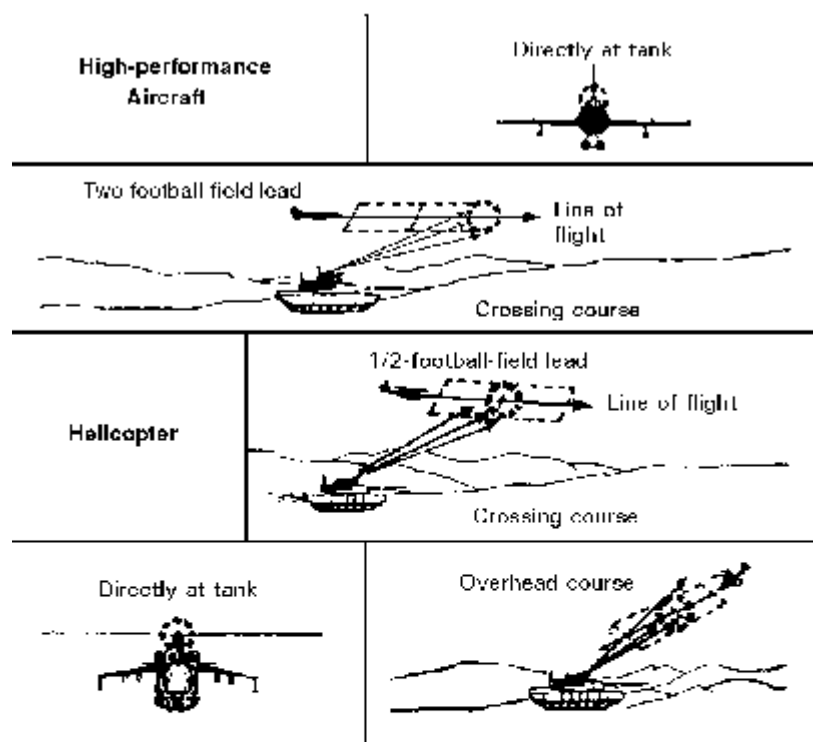 High-performance
Aircraft
Directly at tank
Two football field lead
Line of
flight
Crossing course
1/2-football-field lead
Line of flight
Helicopter
Crossing course
Directly at tank
Overhead course